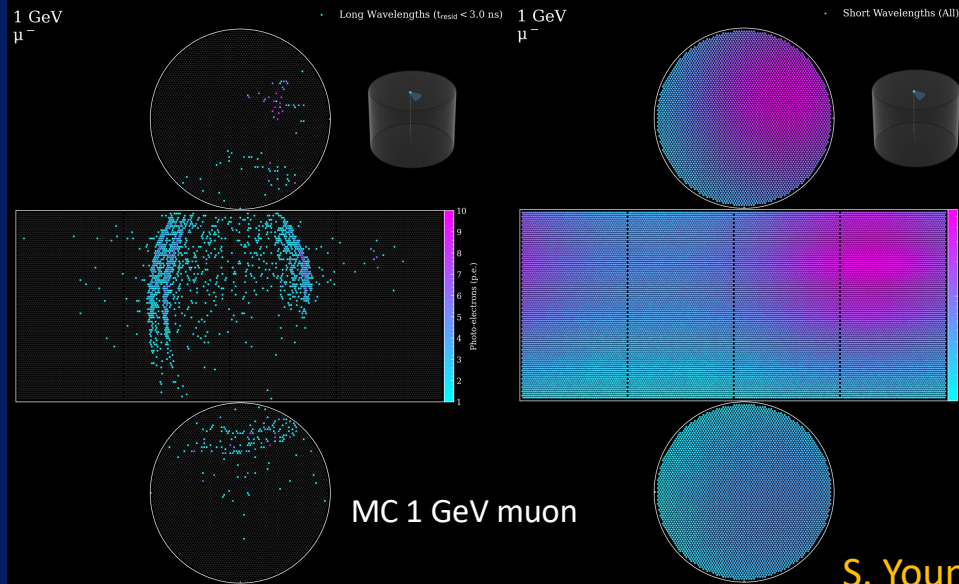 1 GeV
μ⁻
Long Wavelengths (t_resid < 3.0 ns)
10
9
8
7
6
5
4
3
2
1
Photo-electrons (p.e.)
1 GeV
μ⁻
Short Wavelengths (All)
MC 1 GeV muon
S. Youn